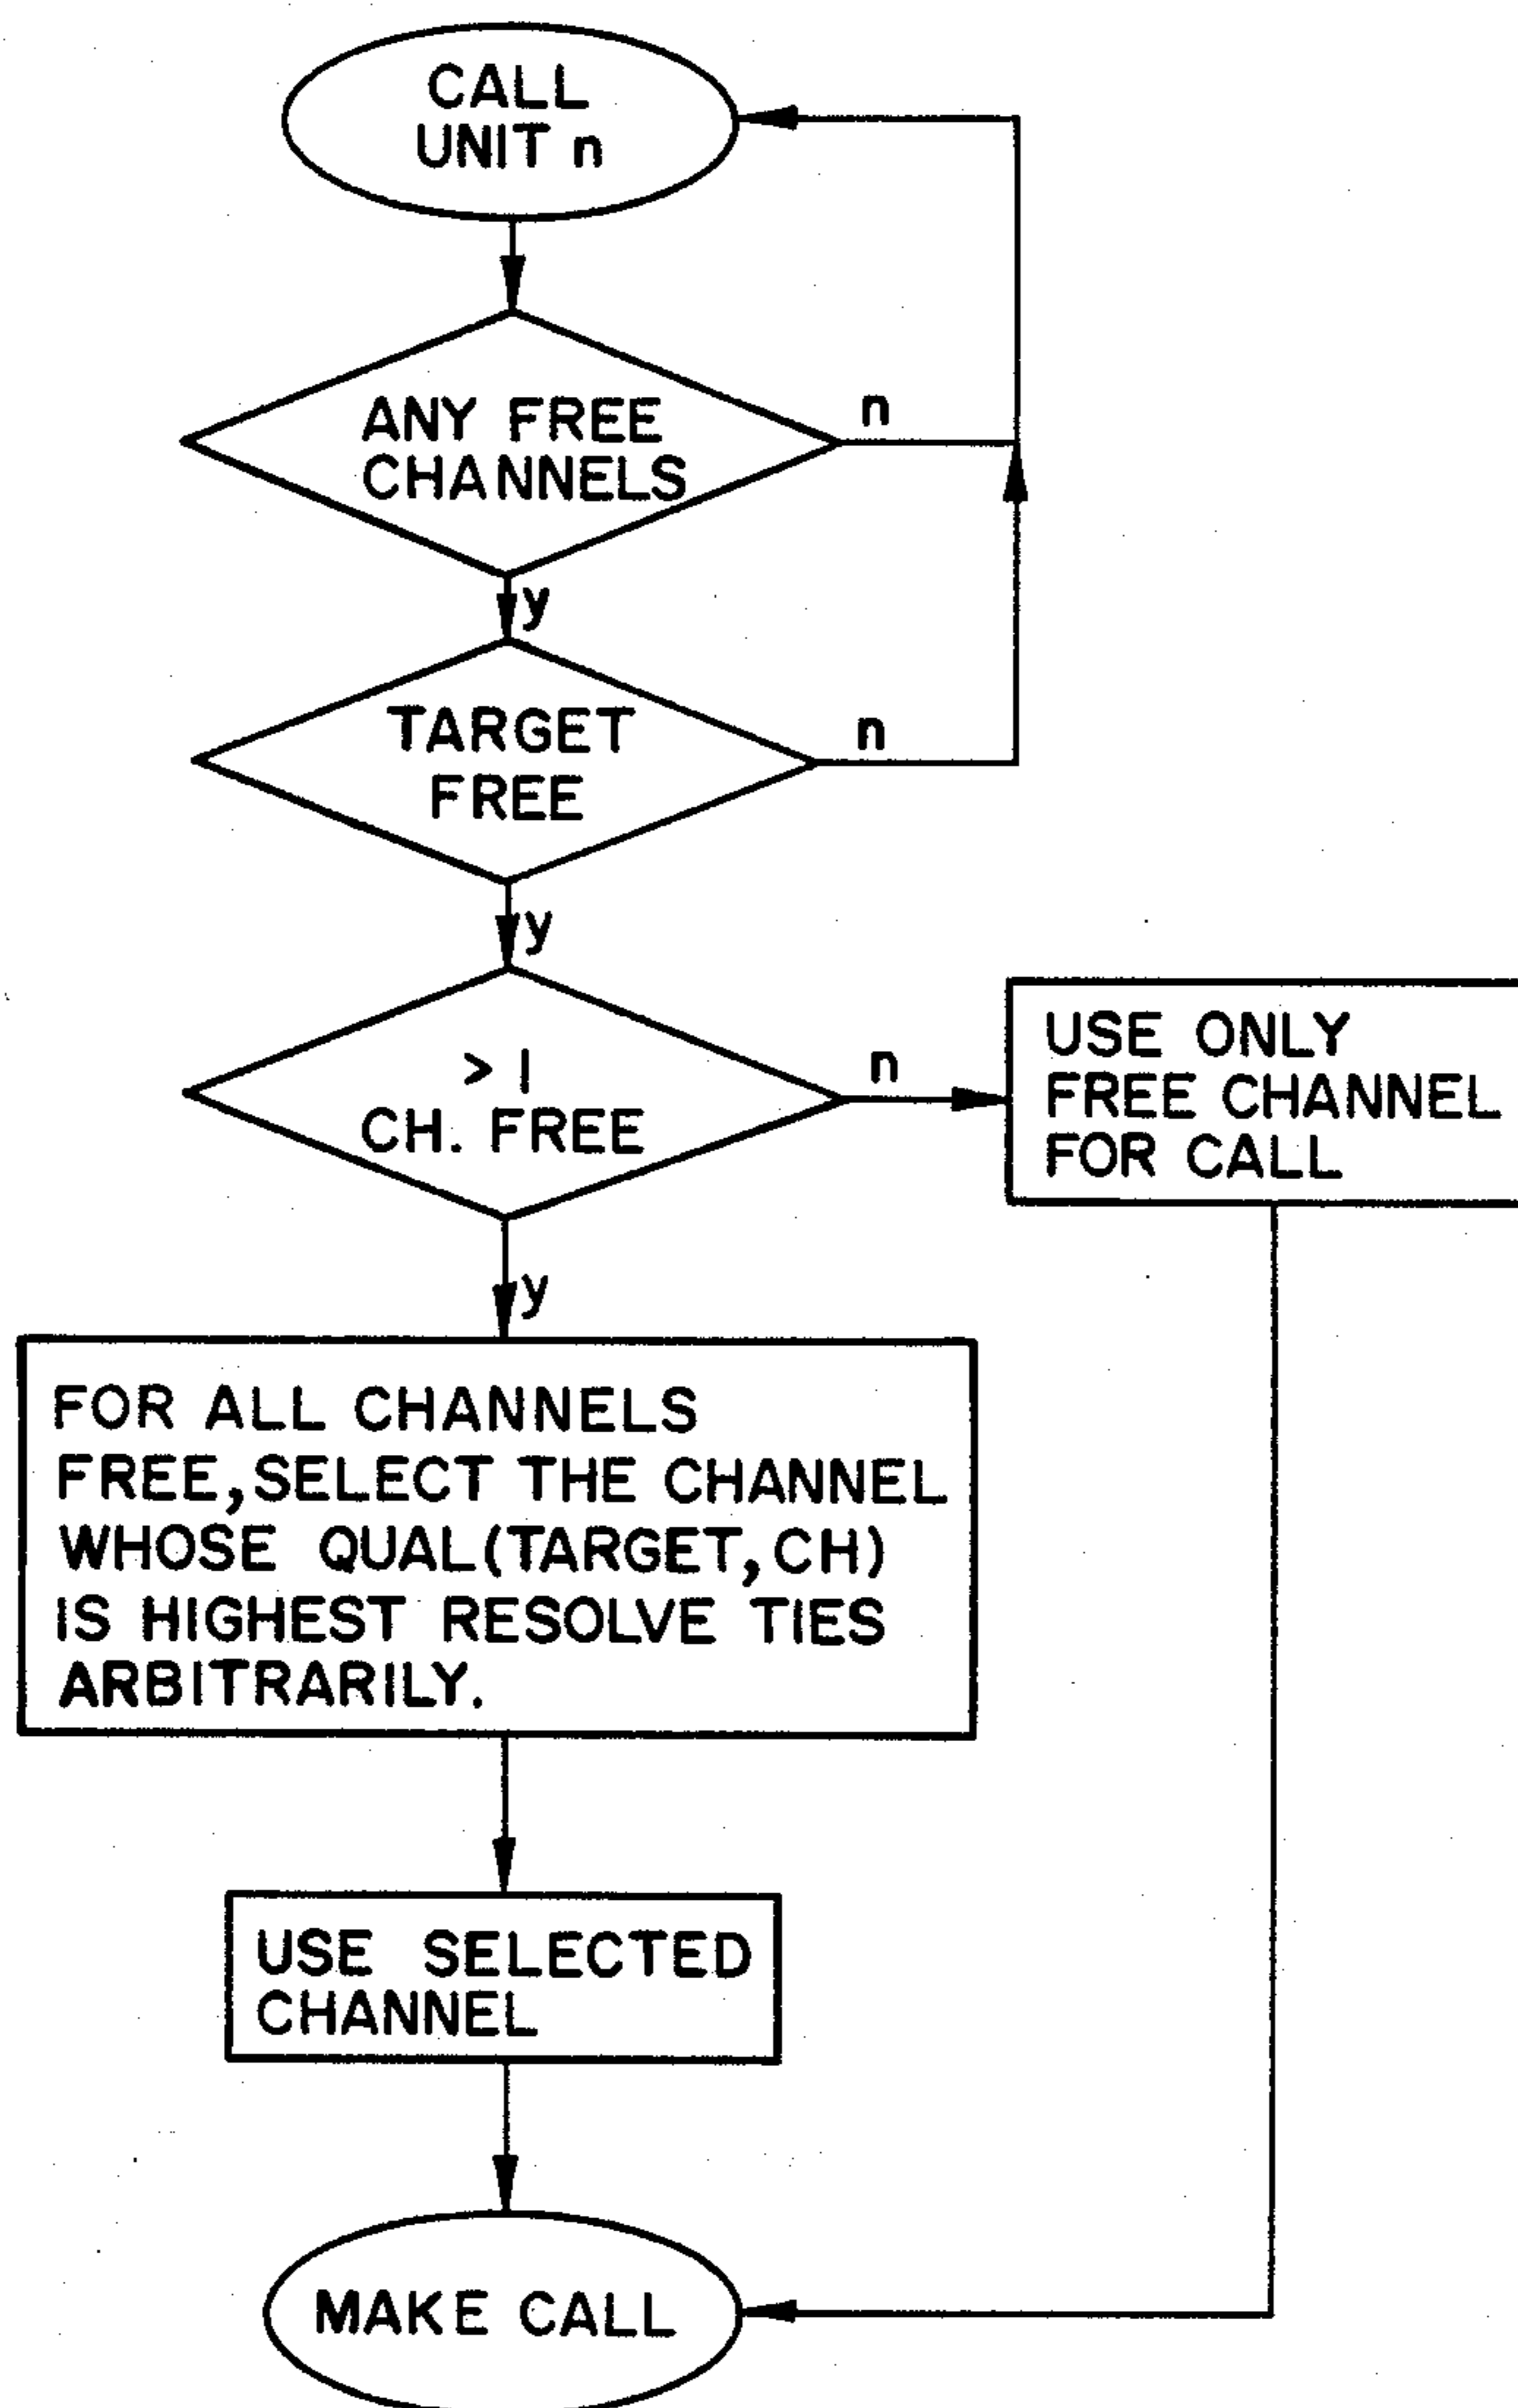 CALL
UNIT n
ANY FREE
CHANNELS
n
y
TARGET
FREE
n
y
> 1
CH. FREE
n
USE ONLY
FREE CHANNEL
FOR CALL
y
FOR ALL CHANNELS
FREE, SELECT THE CHANNEL
WHOSE QUAL(TARGET, CH)
IS HIGHEST RESOLVE TIES
ARBITRARILY.
USE SELECTED
CHANNEL
MAKE CALL